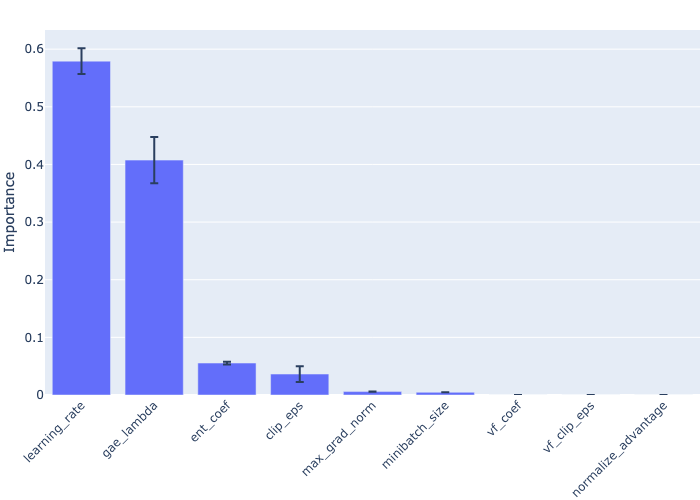 0.6
0.5
0.4
0.3
0.2
0.1
0
Importance
learning_rate
gae_lambda
ent_coef
clip_eps
max_grad_norm
minibatch_size
vf_coef
vf_clip_eps
normalize_advantage